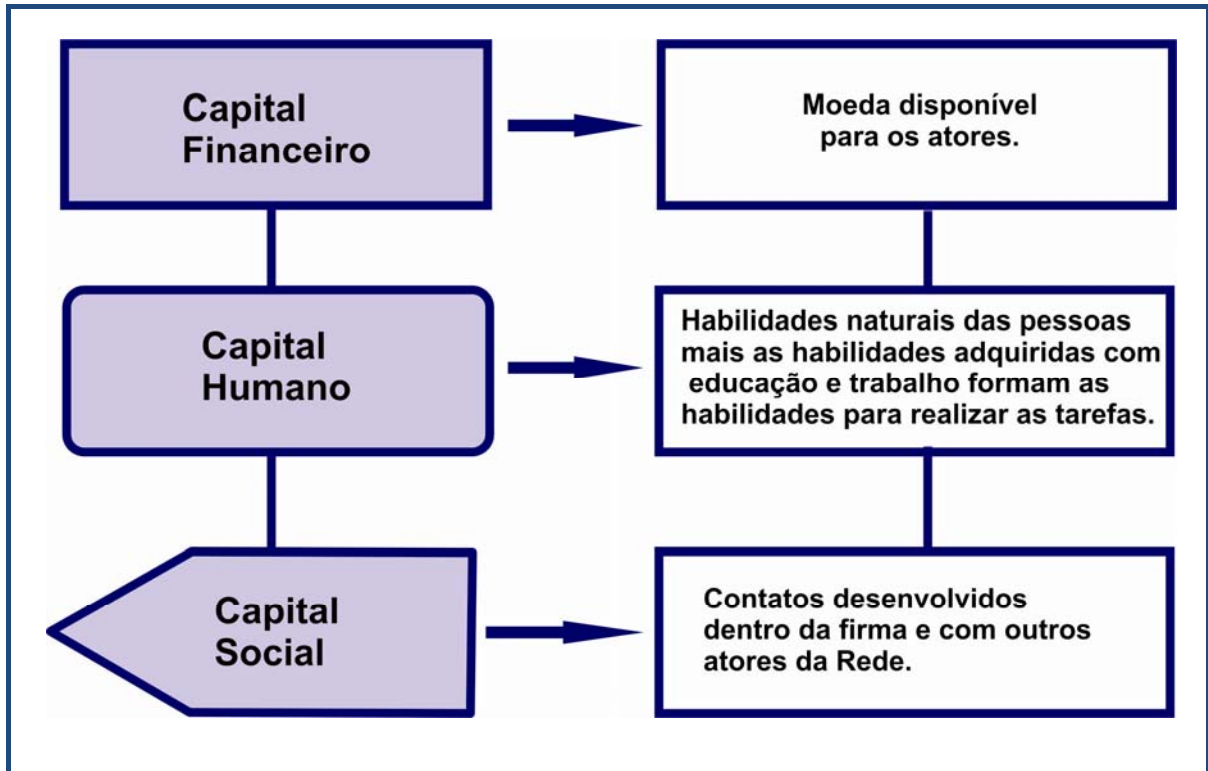 Capital
Financeiro
Moeda disponível
para os atores.
Capital
Humano
Habilidades naturais das pessoas
mais as habilidades adquiridas com
educação e trabalho formam as
habilidades para realizar as tarefas.
Capital
Social
Contatos desenvolvidos
dentro da firma e com outros
atores da Rede.